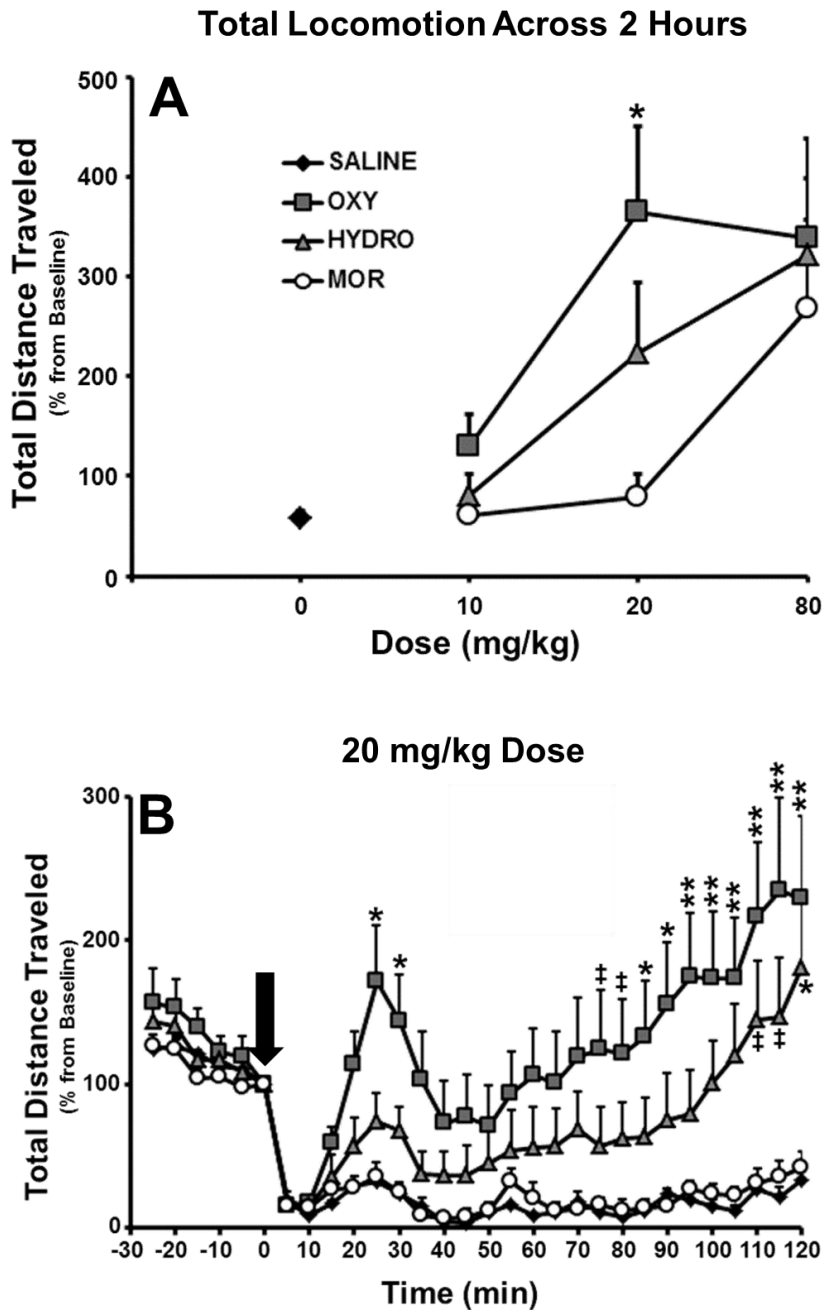 Total Locomotion Across 2 Hours
A
Total Distance Traveled
(% from Baseline)
500
400
300
200
100
0
SALINE
OXY
HYDRO
MOR
*
0 10 20 80
Dose (mg/kg)
20 mg/kg Dose
B
Total Distance Traveled
(% from Baseline)
300
200
100
0
* * ‡ ‡ * * ** ** ** ** ** **
‡ ‡ *
-30 -20 -10 0 10 20 30 40 50 60 70 80 90 100 110 120
Time (min)